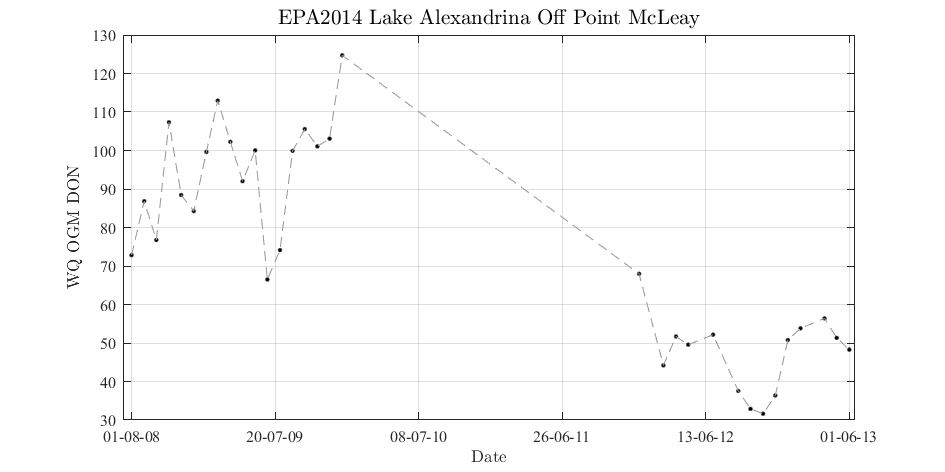 EPA2014 Lake Alexandrina Off Point McLeay
130
120
110
100
90
80
70
60
50
40
30
WQ OGM DON
01-08-08 20-07-09 08-07-10 26-06-11 13-06-12 01-06-13
Date